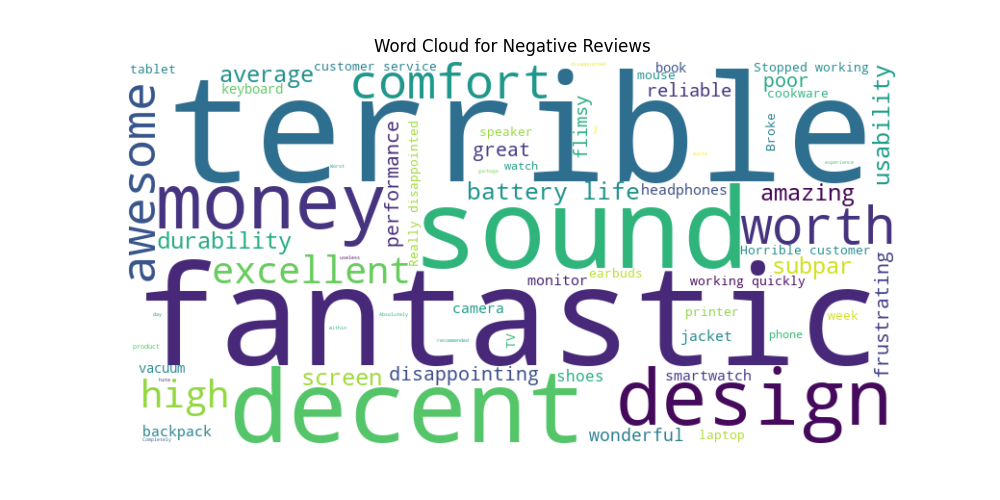 Word Cloud for Negative Reviews
tablet
average
customer service
comfort
disappointed
book
mouse
Stopped working
poor
cookware
keyboard
reliable
terrible
awesome
usability
flimsy
Broke
speaker
great
watch
performance
Really disappointed
Worst
garbage
experience
money
battery life
headphones
amazing
sound
worth
durability
Horrible customer
useless
excellent
earbuds
subpar
monitor
working quickly
frustrating
fantastic
camera
printer
week
day
Absolutely
within
TV
jacket
phone
recommended
product
vacuum
screen
disappointing
shoes
smartwatch
high
decent
design
backpack
Completely
wonderful
laptop